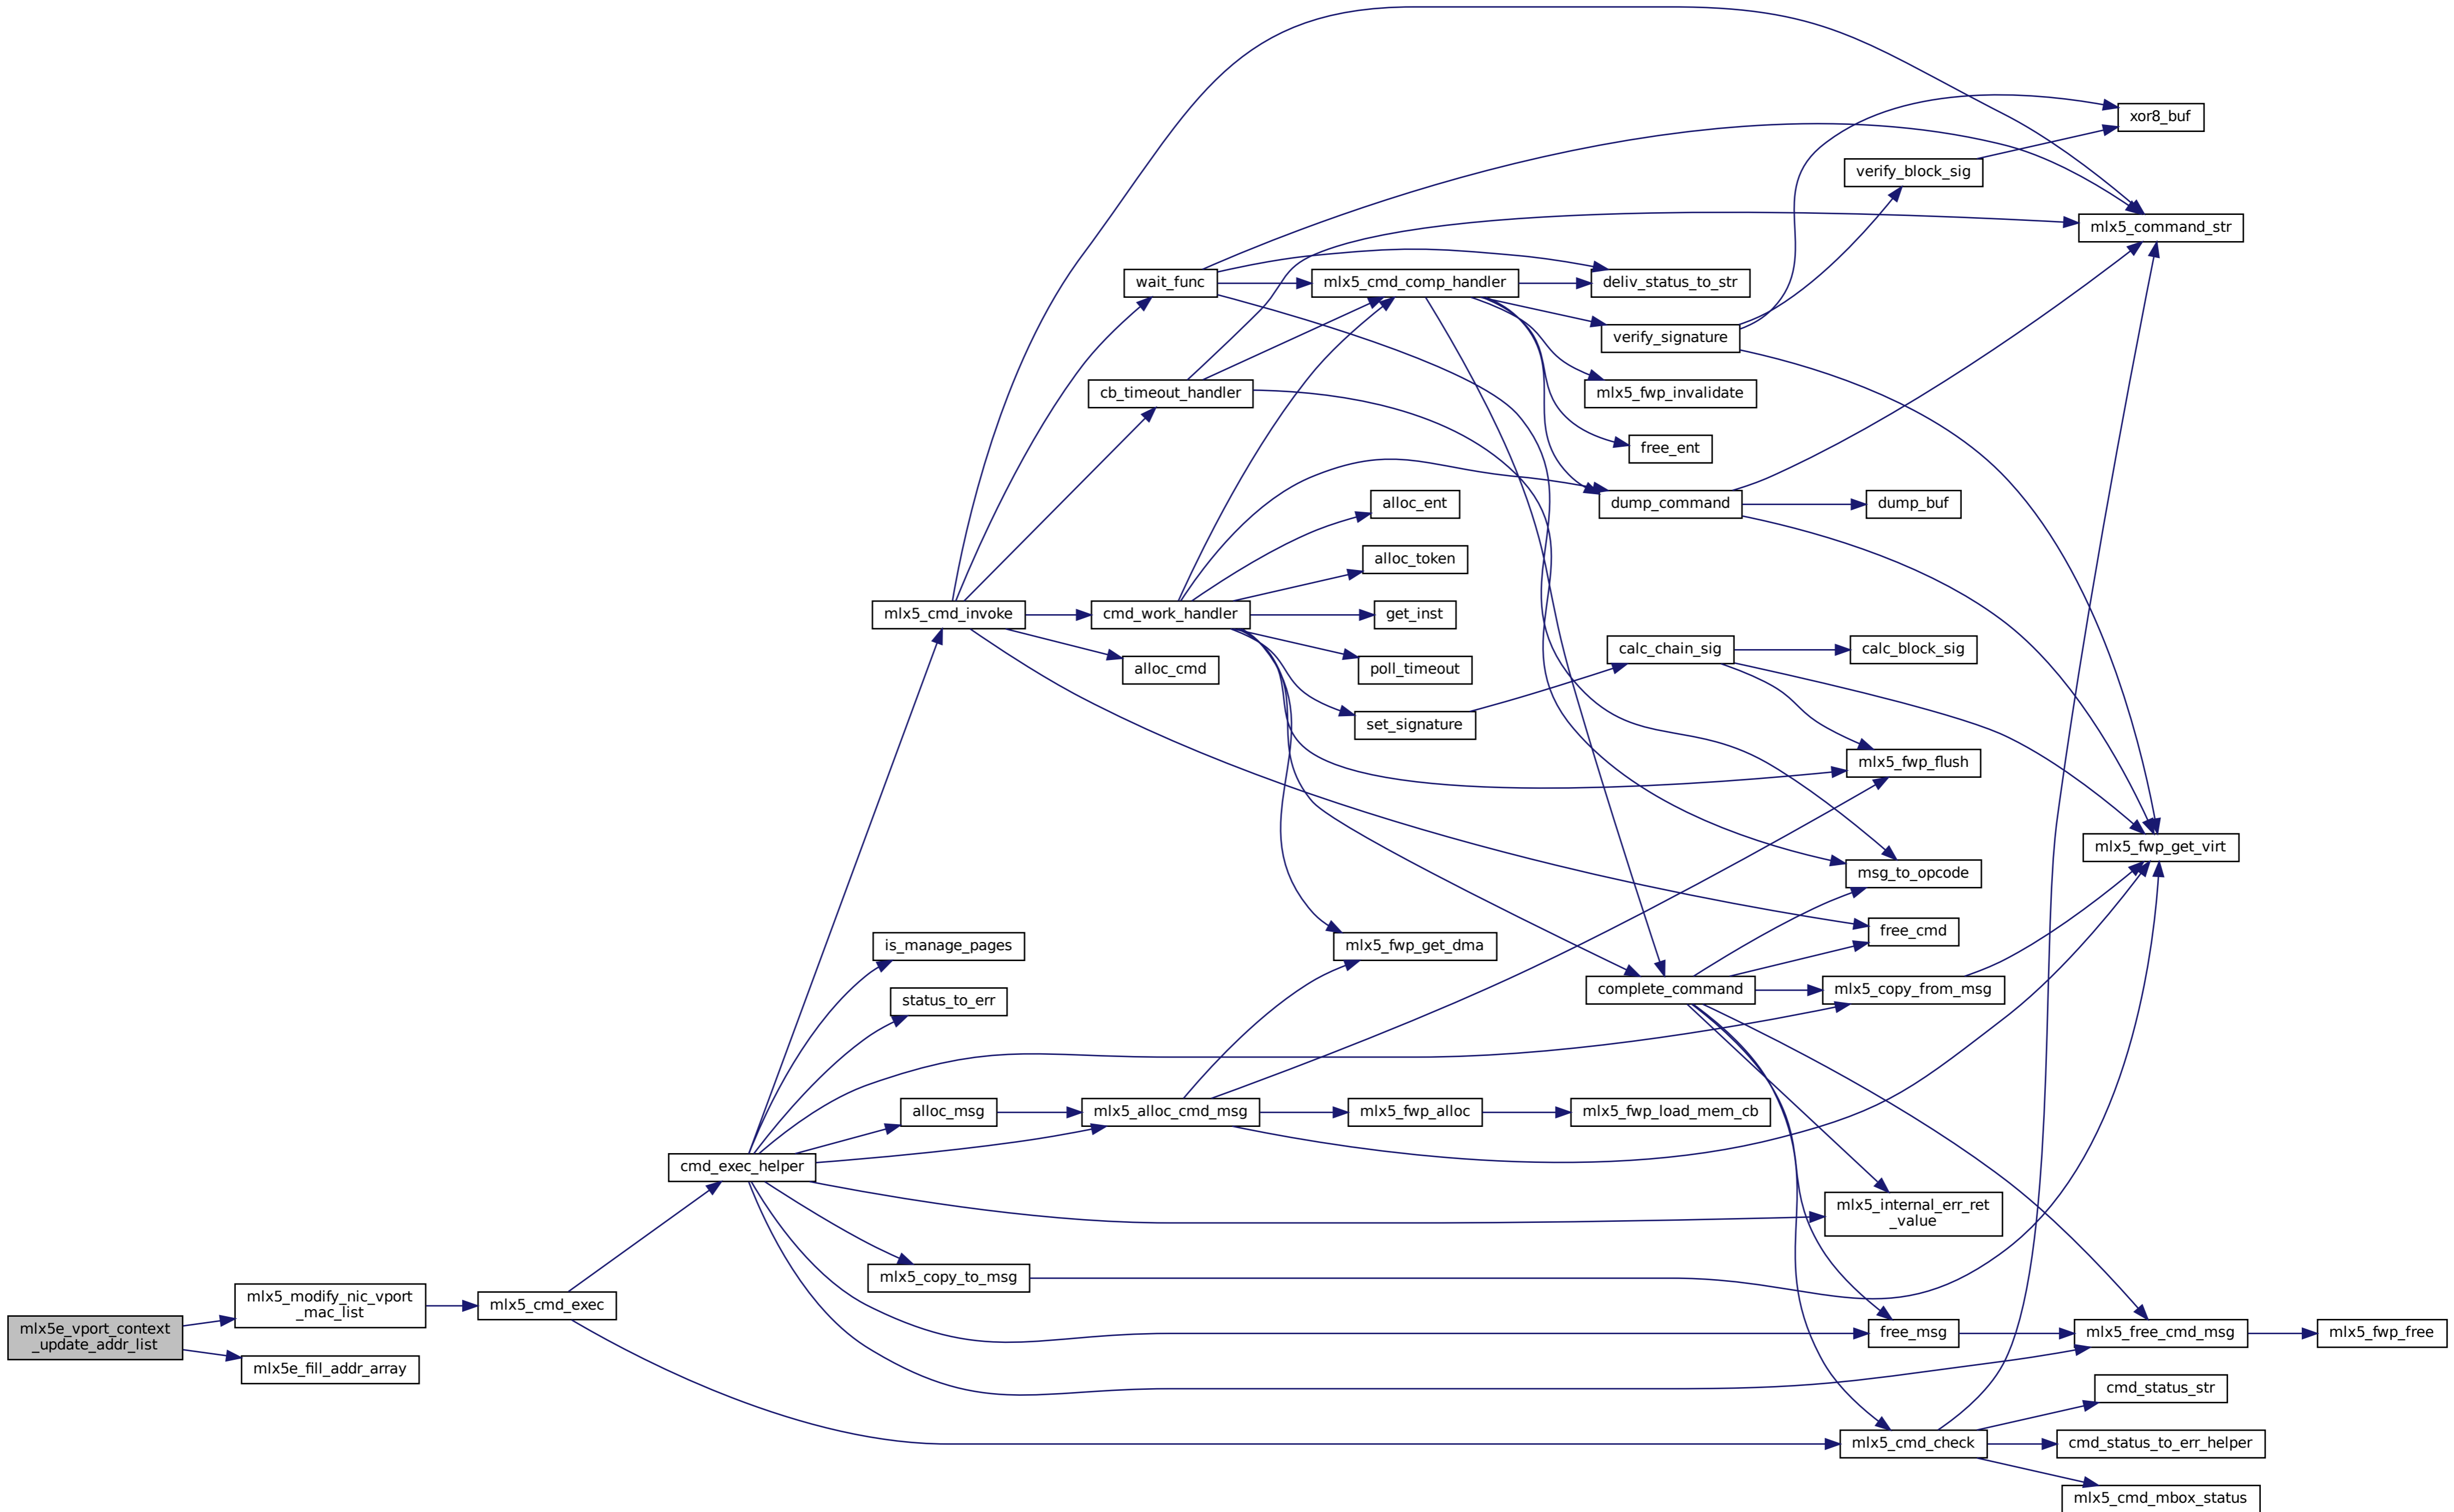 xor8_buf
verify_block_sig
mlx5_command_str
wait_func
mlx5_cmd_comp_handler
deliv_status_to_str
verify_signature
cb_timeout_handler
mlx5_fwp_invalidate
free_ent
alloc_ent
dump_command
dump_buf
alloc_token
mlx5_cmd_invoke
cmd_work_handler
get_inst
calc_chain_sig
calc_block_sig
alloc_cmd
poll_timeout
set_signature
mlx5_fwp_flush
mlx5_fwp_get_virt
msg_to_opcode
free_cmd
is_manage_pages
mlx5_fwp_get_dma
status_to_err
complete_command
mlx5_copy_from_msg
alloc_msg
mlx5_alloc_cmd_msg
mlx5_fwp_alloc
mlx5_fwp_load_mem_cb
cmd_exec_helper
mlx5_internal_err_ret
_value
mlx5_copy_to_msg
mlx5_modify_nic_vport
_mac_list
mlx5_cmd_exec
mlx5e_vport_context
_update_addr_list
free_msg
mlx5_free_cmd_msg
mlx5_fwp_free
mlx5e_fill_addr_array
cmd_status_str
mlx5_cmd_check
cmd_status_to_err_helper
mlx5_cmd_mbox_status